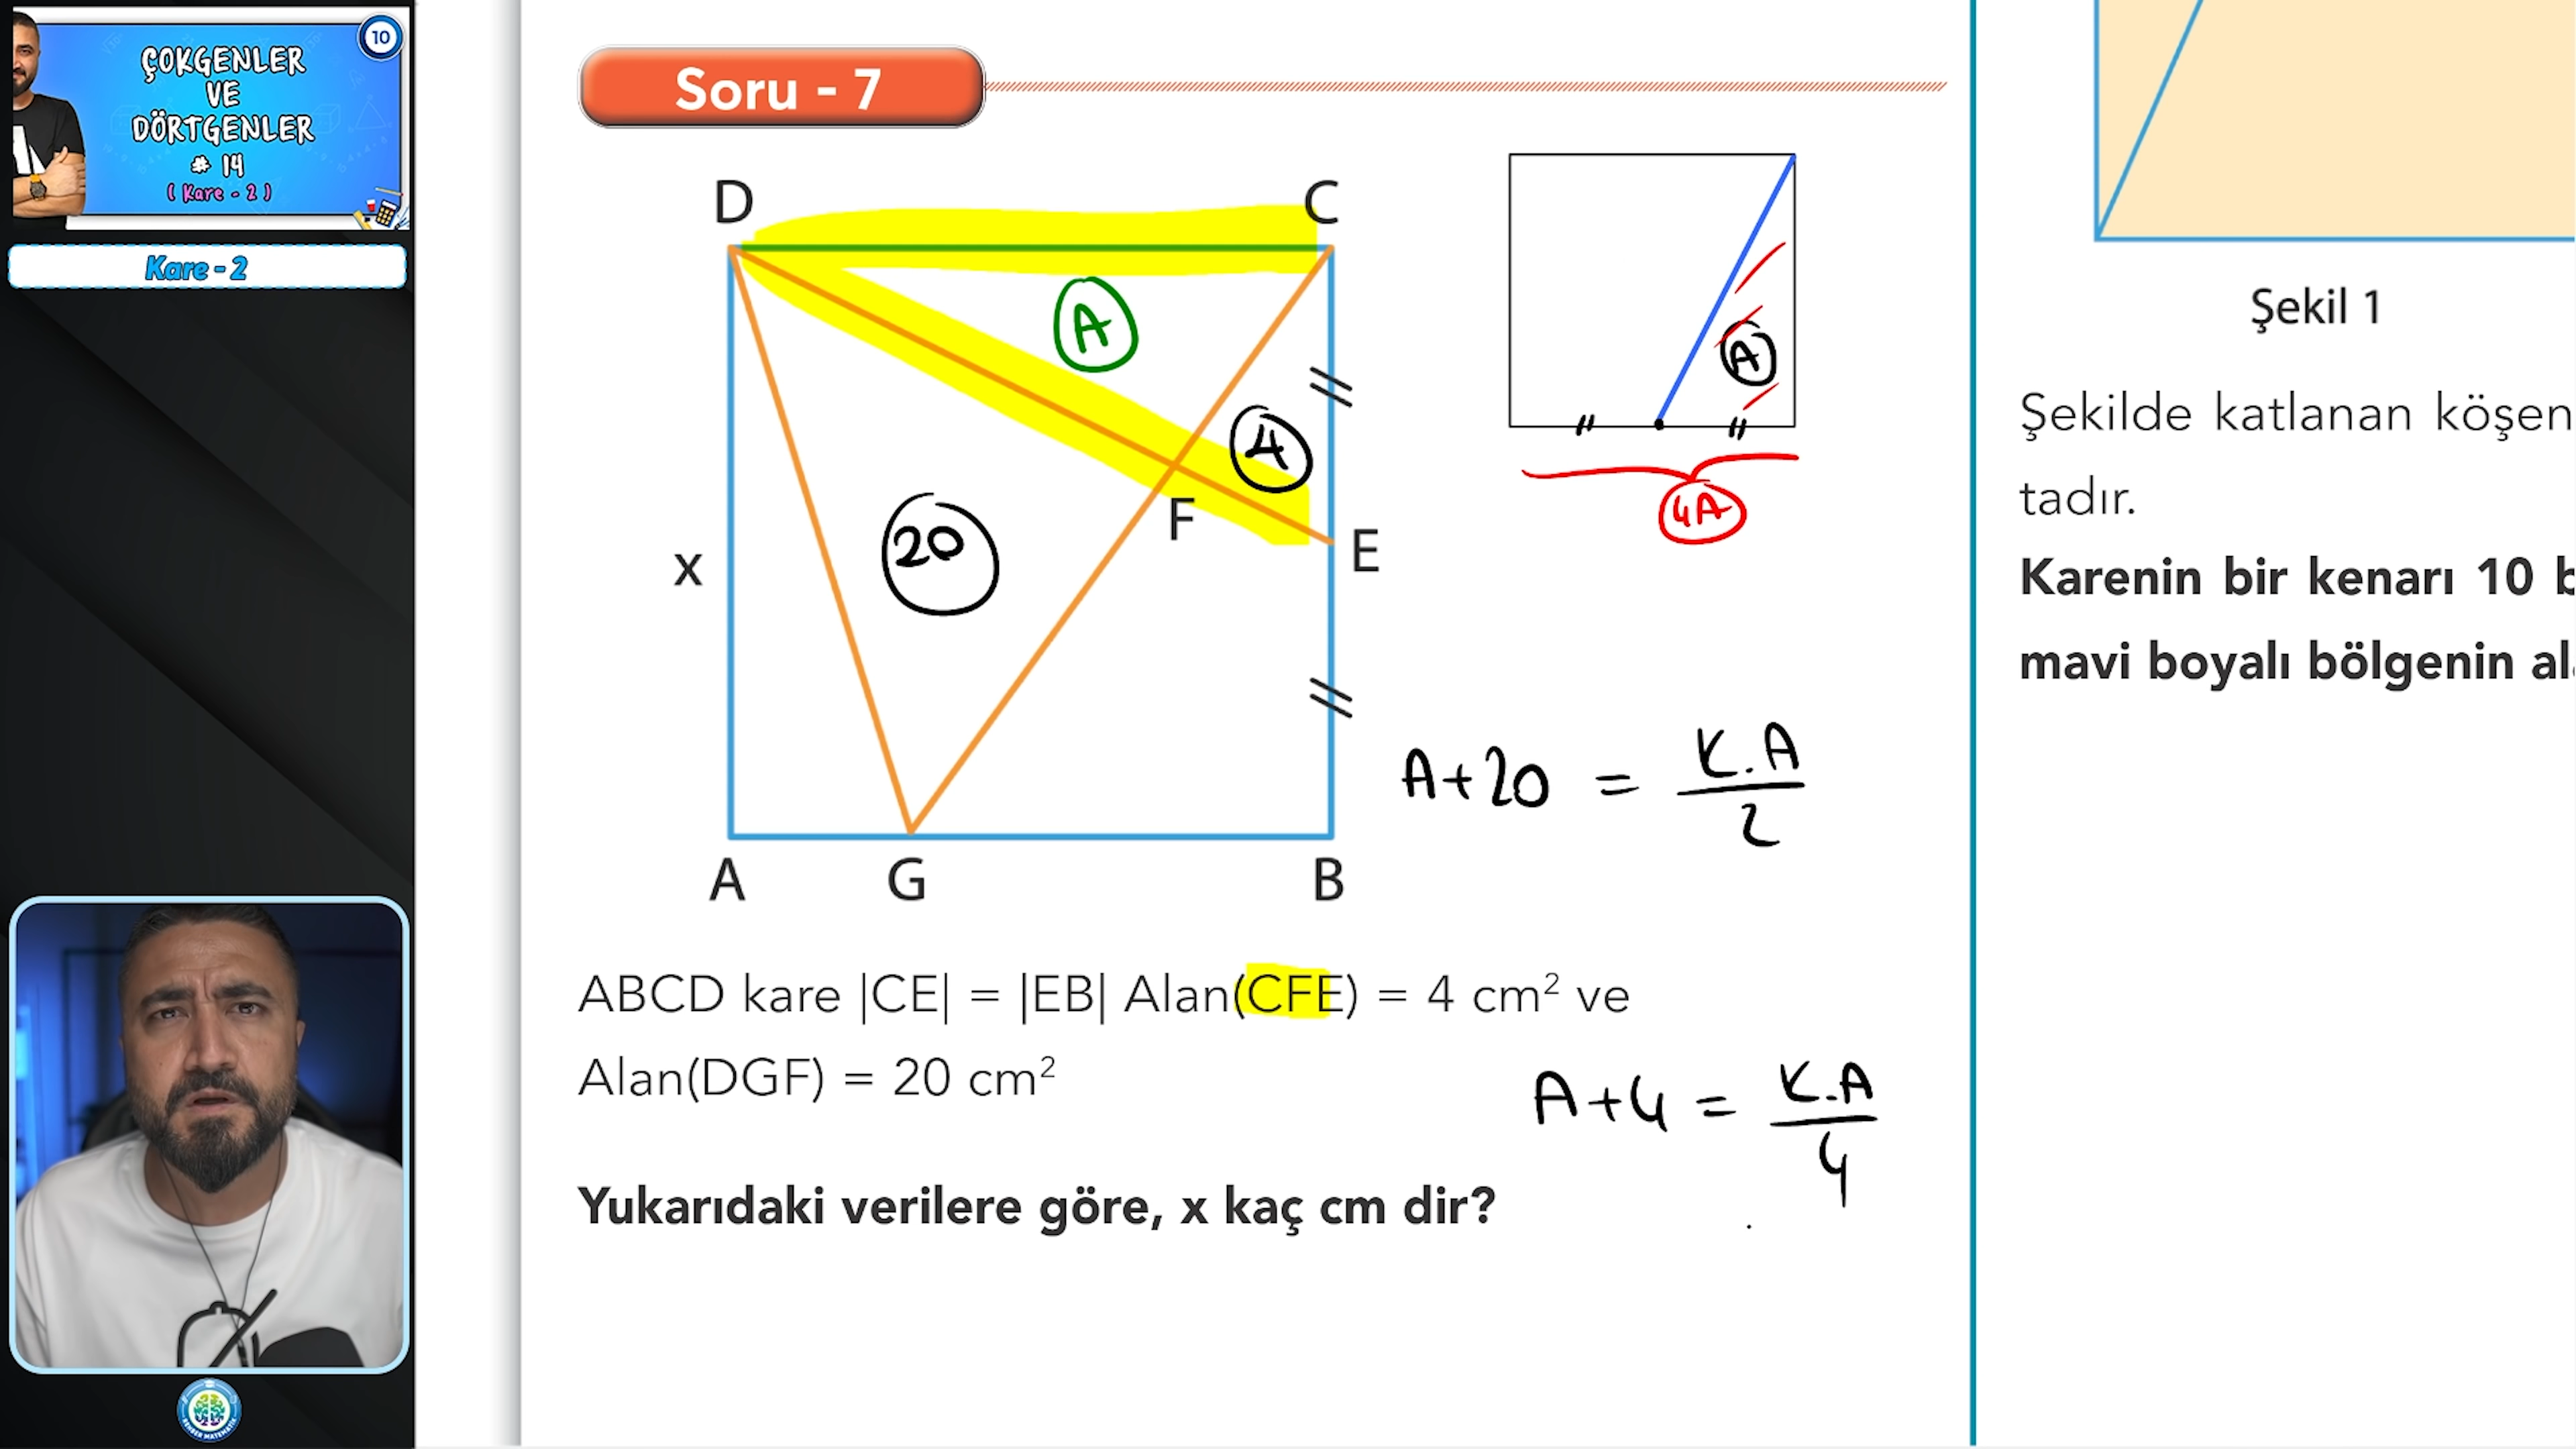 ÇOKGENLER
VE
DÖRTGENLER
# 14
( Kare - 2 )
10
Kare - 2
REHBER MATEMATİK
Soru - 7
D
C
A
4
20
F
E
x
A
G
B
A
4A
A+20 = K.A / 2
ABCD kare |CE| = |EB| Alan(CFE) = 4 cm² ve
Alan(DGF) = 20 cm²
A+4 = K.A / 4
Yukarıdaki verilere göre, x kaç cm dir?
Şekil 1
Şekilde katlanan köşen
tadır.
Karenin bir kenarı 10 b
mavi boyalı bölgenin al